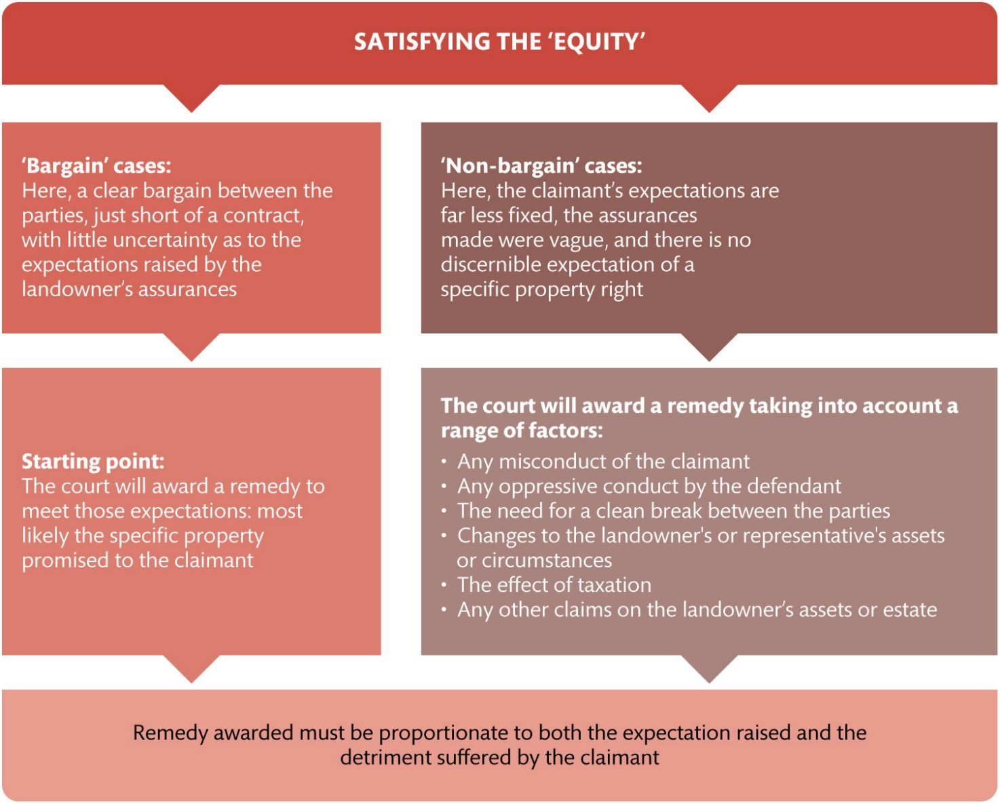 SATISFYING THE ‘EQUITY’
‘Bargain’ cases:
Here, a clear bargain between the
parties, just short of a contract,
with little uncertainty as to the
expectations raised by the
landowner’s assurances
‘Non-bargain’ cases:
Here, the claimant’s expectations are
far less fixed, the assurances
made were vague, and there is no
discernible expectation of a
specific property right
Starting point:
The court will award a remedy to
meet those expectations: most
likely the specific property
promised to the claimant
The court will award a remedy taking into account a
range of factors:
• Any misconduct of the claimant
• Any oppressive conduct by the defendant
• The need for a clean break between the parties
• Changes to the landowner's or representative's assets
or circumstances
• The effect of taxation
• Any other claims on the landowner’s assets or estate
Remedy awarded must be proportionate to both the expectation raised and the
detriment suffered by the claimant